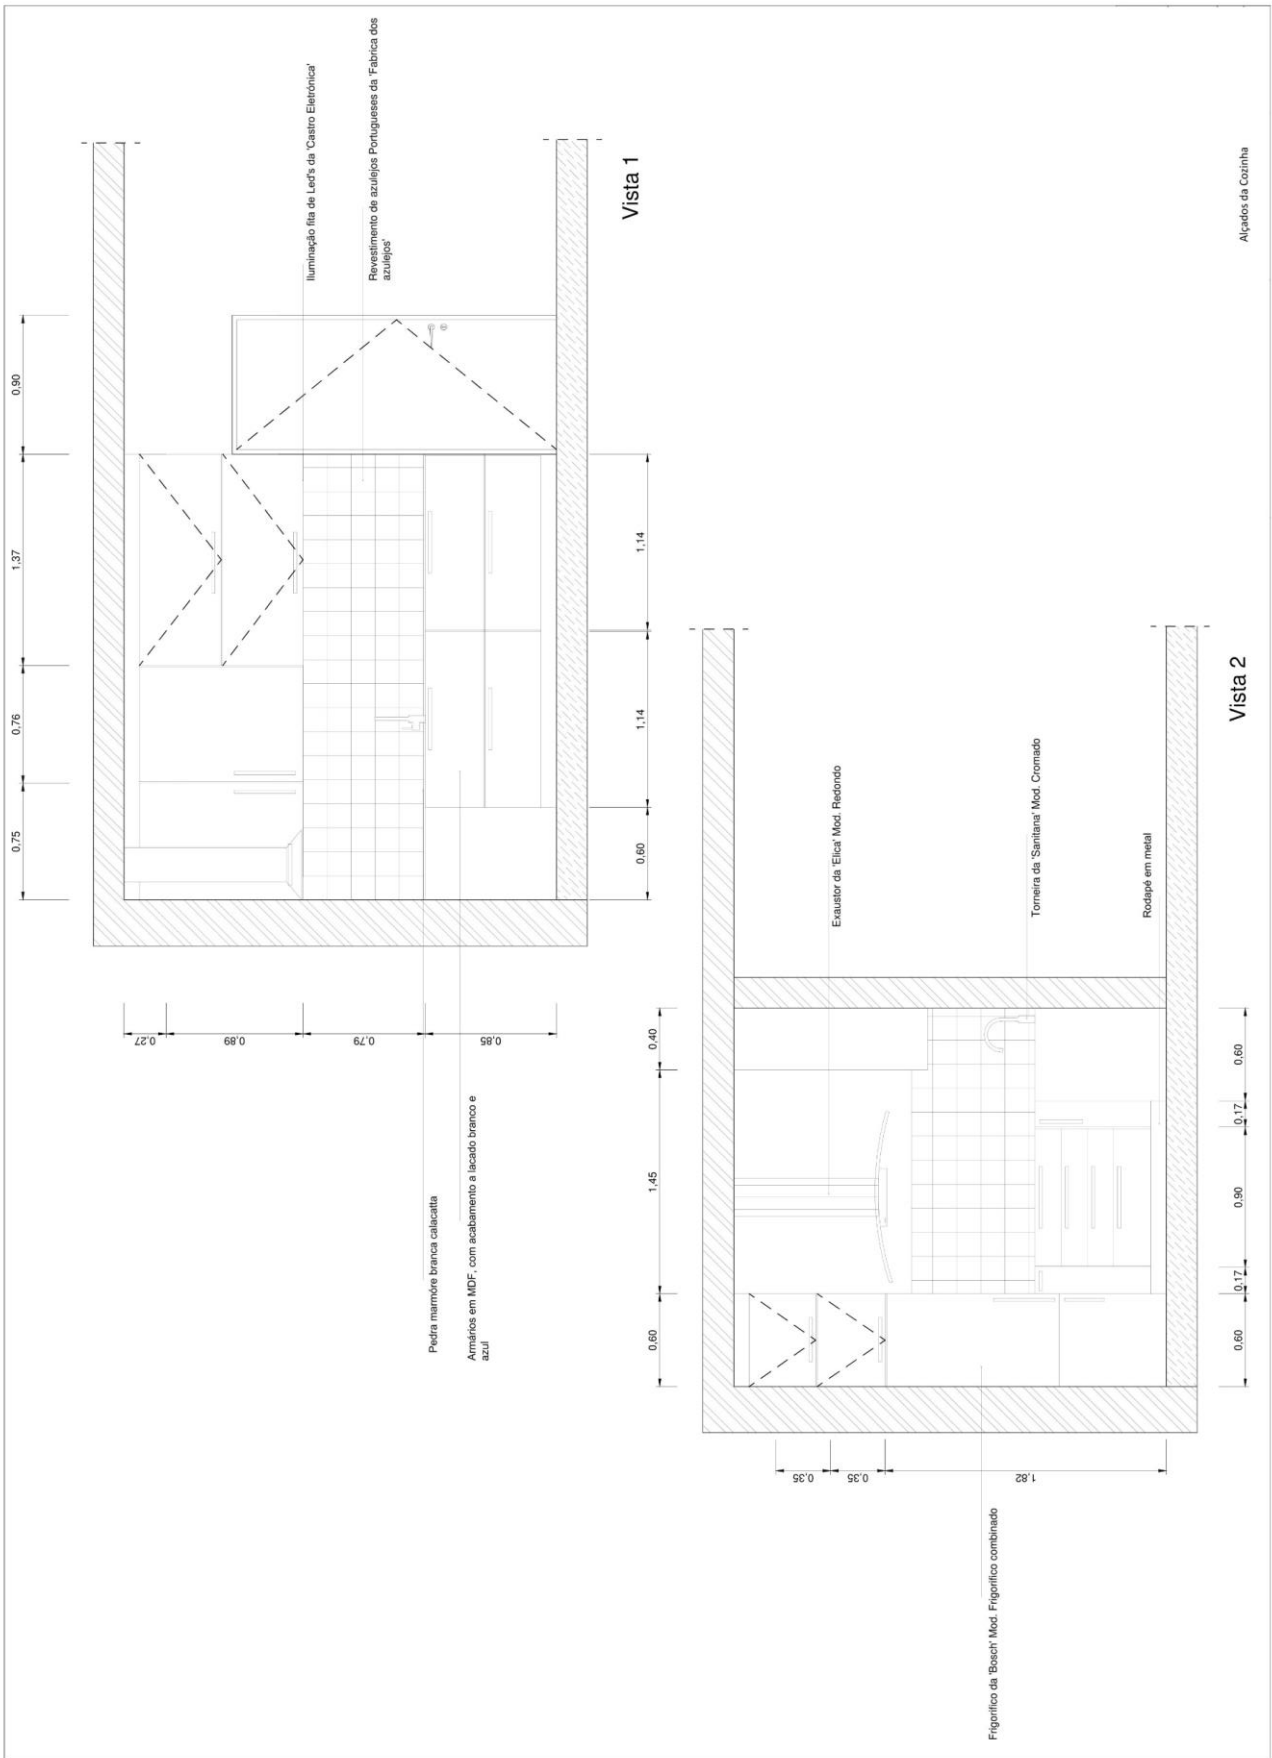 0,75
0,76
1,37
0,90
Iluminação fita de Led's da 'Castro Eletrónica'
Revestimento de azulejos Portugueses da 'Fabrica dos
azulejos'
0,27
0,89
0,79
0,85
0,60
1,14
1,14
Vista 1
Pedra marmóre branca calacatta
Armários em MDF, com acabamento a lacado branco e
azul
0,60
1,45
0,40
Exaustor da 'Elica' Mod. Redondo
Torneira da 'Sanitana' Mod. Cromado
Rodapé em metal
0,35
0,35
1,82
Frigorifico da 'Bosch' Mod. Frigorifico combinado
0,60
0,17
0,90
0,17
0,60
Vista 2
Alçados da Cozinha